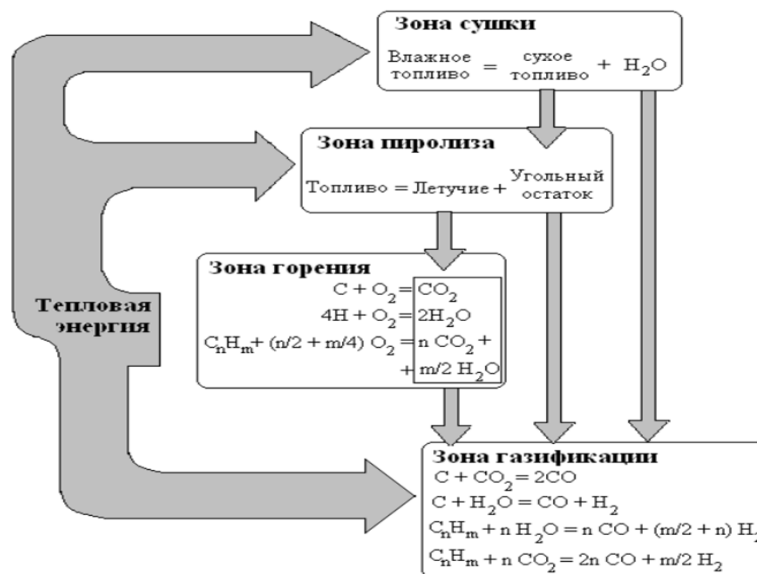 Зона сушки
Влажное топливо = сухое топливо + H₂O
Зона пиролиза
Топливо = Летучие + Угольный остаток
Зона горения
C + O₂ = CO₂
4H + O₂ = 2H₂O
CₙHₘ + (n/2 + m/4) O₂ = n CO₂ +
+ m/2 H₂O
Тепловая
энергия
Зона газификации
C + CO₂ = 2CO
C + H₂O = CO + H₂
CₙHₘ + n H₂O = n CO + (m/2 + n) H₂
CₙHₘ + n CO₂ = 2n CO + m/2 H₂